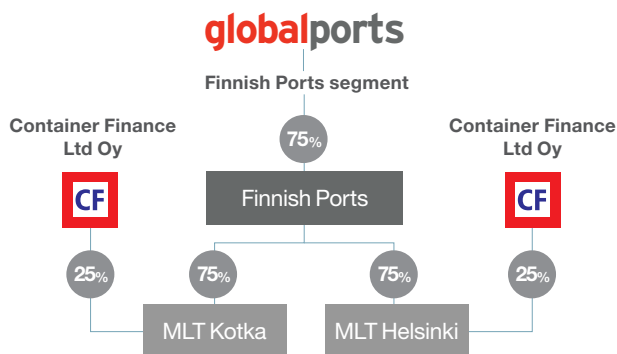 globalports
Finnish Ports segment
Container Finance
Ltd Oy
Container Finance
Ltd Oy
75%
CF
Finnish Ports
CF
25%
75%
75%
25%
MLT Kotka
MLT Helsinki